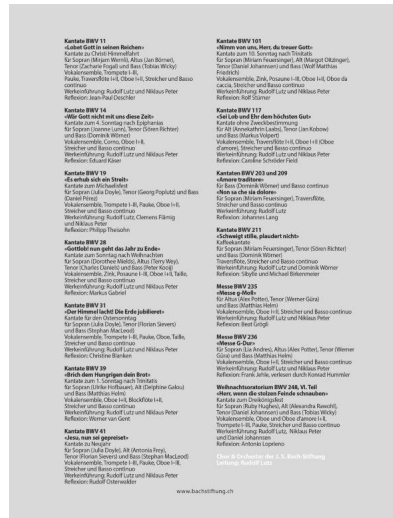 Kantate BWV 11
«Lobet Gott in seinen Reichen»
Kantate zu Christi Himmelfahrt
für Sopran (Mirjam Wernli), Altus (Jan Börner),
Tenor (Zacharie Fogal) und Bass (Tobias Wicky)
Vokalensemble, Trompete I–III,
Pauke, Traversflöte I+II, Oboe I+II, Streicher und Basso
continuo
Werkeinführung: Rudolf Lutz und Niklaus Peter
Reflexion: Jean-Paul Deschler
Kantate BWV 14
«Wär Gott nicht mit uns diese Zeit»
Kantate zum 4. Sonntag nach Epiphanias
für Sopran (Joanne Lunn), Tenor (Sören Richter)
und Bass (Dominik Wörner)
Vokalensemble, Corno, Oboe I+II,
Streicher und Basso continuo
Werkeinführung: Rudolf Lutz und Niklaus Peter
Reflexion: Eduard Käser
Kantate BWV 19
«Es erhub sich ein Streit»
Kantate zum Michaelisfest
für Sopran (Julia Doyle), Tenor (Georg Poplutz) und Bass
(Daniel Pérez)
Vokalensemble, Trompete I–III, Pauke, Oboe I+II,
Streicher und Basso continuo
Werkeinführung: Rudolf Lutz, Clemens Flämig
und Niklaus Peter
Reflexion: Philipp Theisohn
Kantate BWV 28
«Gottlob! nun geht das Jahr zu Ende»
Kantate zum Sonntag nach Weihnachten
für Sopran (Dorothee Mields), Altus (Terry Wey),
Tenor (Charles Daniels) und Bass (Peter Kooij)
Vokalensemble, Zink, Posaune I–III, Oboe I+II, Taille,
Streicher und Basso continuo
Werkeinführung: Rudolf Lutz und Niklaus Peter
Reflexion: Markus Gabriel
Kantate BWV 31
«Der Himmel lacht! Die Erde jubilieret»
Kantate für den Ostersonntag
für Sopran (Julia Doyle), Tenor (Florian Sievers)
und Bass (Stephan MacLeod)
Vokalensemble, Trompete I–III, Pauke, Oboe, Taille,
Streicher und Basso continuo
Werkeinführung: Rudolf Lutz und Niklaus Peter
Reflexion: Christine Blanken
Kantate BWV 39
«Brich dem Hungrigen dein Brot»
Kantate zum 1. Sonntag nach Trinitatis
für Sopran (Ulrike Hofbauer), Alt (Delphine Galou)
und Bass (Matthias Helm)
Vokalensemble, Oboe I+II, Blockflöte I+II,
Streicher und Basso continuo
Werkeinführung: Rudolf Lutz und Niklaus Peter
Reflexion: Werner van Gent
Kantate BWV 41
«Jesu, nun sei gepreiset»
Kantate zu Neujahr
für Sopran (Julia Doyle), Alt (Antonia Frey),
Tenor (Florian Sievers) und Bass (Stephan MacLeod)
Vokalensemble, Trompete I–III, Pauke, Oboe I–III,
Streicher und Basso continuo
Werkeinführung: Rudolf Lutz und Niklaus Peter
Reflexion: Rudolf Osterwalder
Kantate BWV 101
«Nimm von uns, Herr, du treuer Gott»
Kantate zum 10. Sonntag nach Trinitatis
für Sopran (Miriam Feuersinger), Alt (Margot Oitzinger),
Tenor (Daniel Johannsen) und Bass (Wolf Matthias
Friedrich)
Vokalensemble, Zink, Posaune I–III, Oboe I+II, Oboe da
caccia, Streicher und Basso continuo
Werkeinführung: Rudolf Lutz und Niklaus Peter
Reflexion: Rolf Stürner
Kantate BWV 117
«Sei Lob und Ehr dem höchsten Gut»
Kantate ohne Zweckbestimmung
für Alt (Annekathrin Laabs), Tenor (Jan Kobow)
und Bass (Markus Volpert)
Vokalensemble, Traversflöte I+II, Oboe I+II (Oboe
d'amore), Streicher und Basso continuo
Werkeinführung: Rudolf Lutz und Niklaus Peter
Reflexion: Caroline Schröder Field
Kantaten BWV 203 und 209
«Amore traditore»
für Bass (Dominik Wörner) und Basso continuo
«Non sa che sia dolore»
für Sopran (Miriam Feuersinger), Traversflöte,
Streicher und Basso continuo
Werkeinführung: Rudolf Lutz
Reflexion: Johannes Lang
Kantate BWV 211
«Schweigt stille, plaudert nicht»
Kaffeekantate
für Sopran (Miriam Feuersinger), Tenor (Sören Richter)
und Bass (Dominik Wörner)
Traversflöte, Streicher und Basso continuo
Werkeinführung: Rudolf Lutz und Dominik Wörner
Reflexion: Sibylle und Michael Birkenmeier
Messe BWV 235
«Messe g-Moll»
für Altus (Alex Potter), Tenor (Werner Güra)
und Bass (Matthias Helm)
Vokalensemble, Oboe I+II, Streicher und Basso continuo
Werkeinführung: Rudolf Lutz und Niklaus Peter
Reflexion: Beat Grögli
Messe BWV 236
«Messe G-Dur»
für Sopran (Lia Andres), Altus (Alex Potter), Tenor (Werner
Güra) und Bass (Matthias Helm)
Vokalensemble, Oboe I+II, Streicher und Basso continuo
Werkeinführung: Rudolf Lutz und Niklaus Peter
Reflexion: Frank Jehle, verlesen durch Konrad Hummler
Weihnachtsoratorium BWV 248, VI. Teil
«Herr, wenn die stolzen Feinde schnauben»
Kantate zum Dreikönigsfest
für Sopran (Ruby Hughes), Alt (Alexandra Rawohl),
Tenor (Daniel Johannsen) und Bass (Tobias Wicky)
Vokalensemble, Oboe und Oboe d'amore I+II,
Trompete I–III, Pauke, Streicher und Basso continuo
Werkeinführung: Rudolf Lutz, Niklaus Peter
und Daniel Johannsen
Reflexion: Antonio Loprieno
Chor & Orchester der J. S. Bach-Stiftung
Leitung: Rudolf Lutz
www.bachstiftung.ch